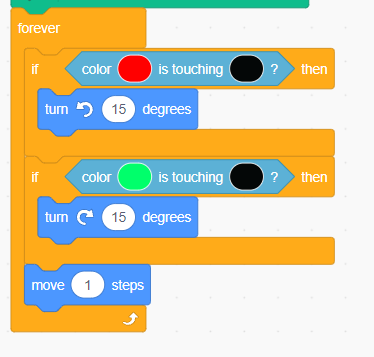 forever
if color is touching ? then
turn 15 degrees
if color is touching ? then
turn 15 degrees
move 1 steps